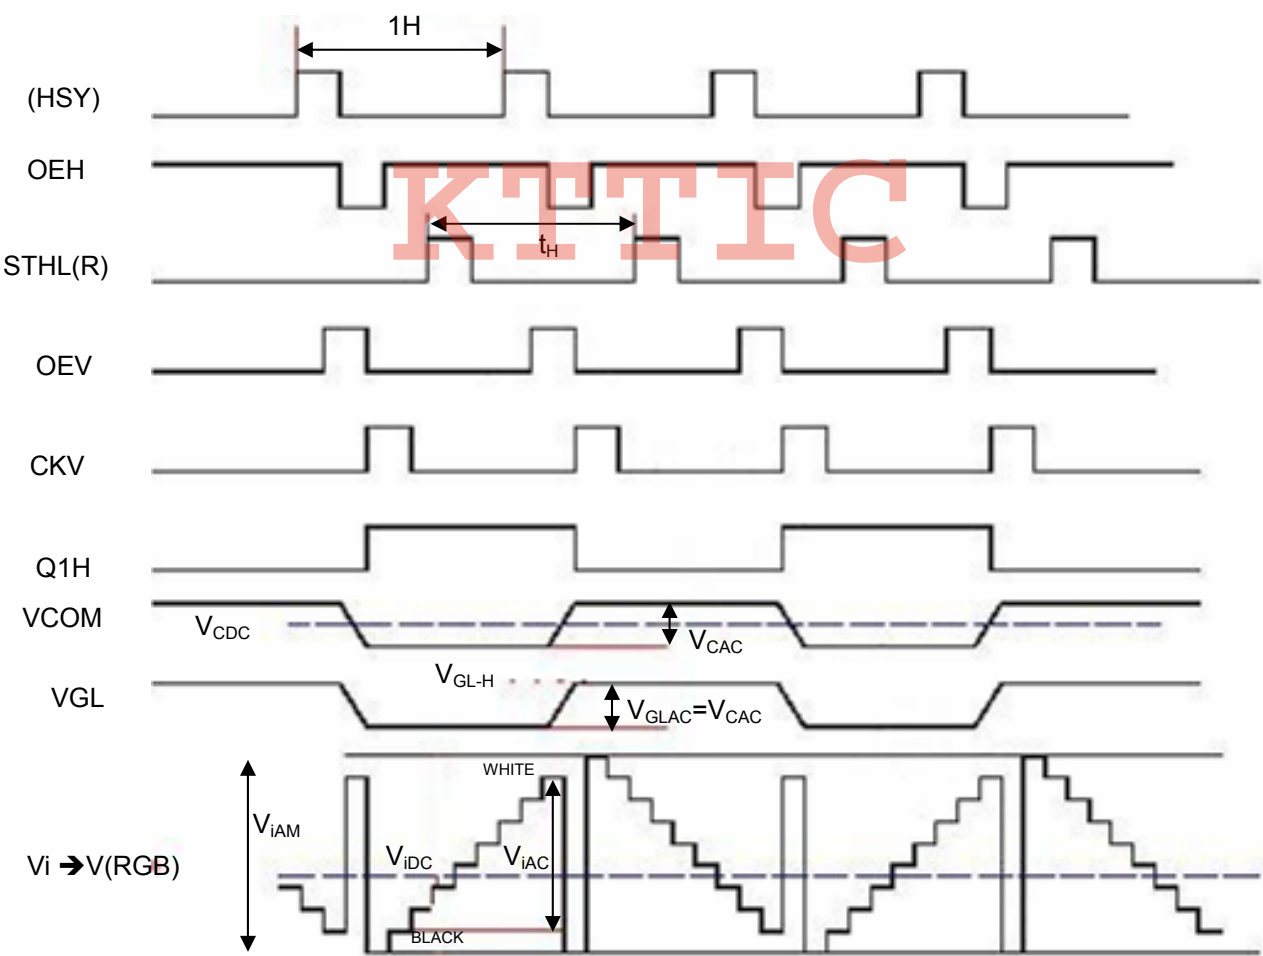 1H
(HSY)
OEH
KTTIC
tH
STHL(R)
OEV
CKV
Q1H
VCOM
VCDC
VCAC
VGL-H
VGL
VGLAC=VCAC
WHITE
ViAM
ViDC
ViAC
Vi ➔V(RGB)
BLACK